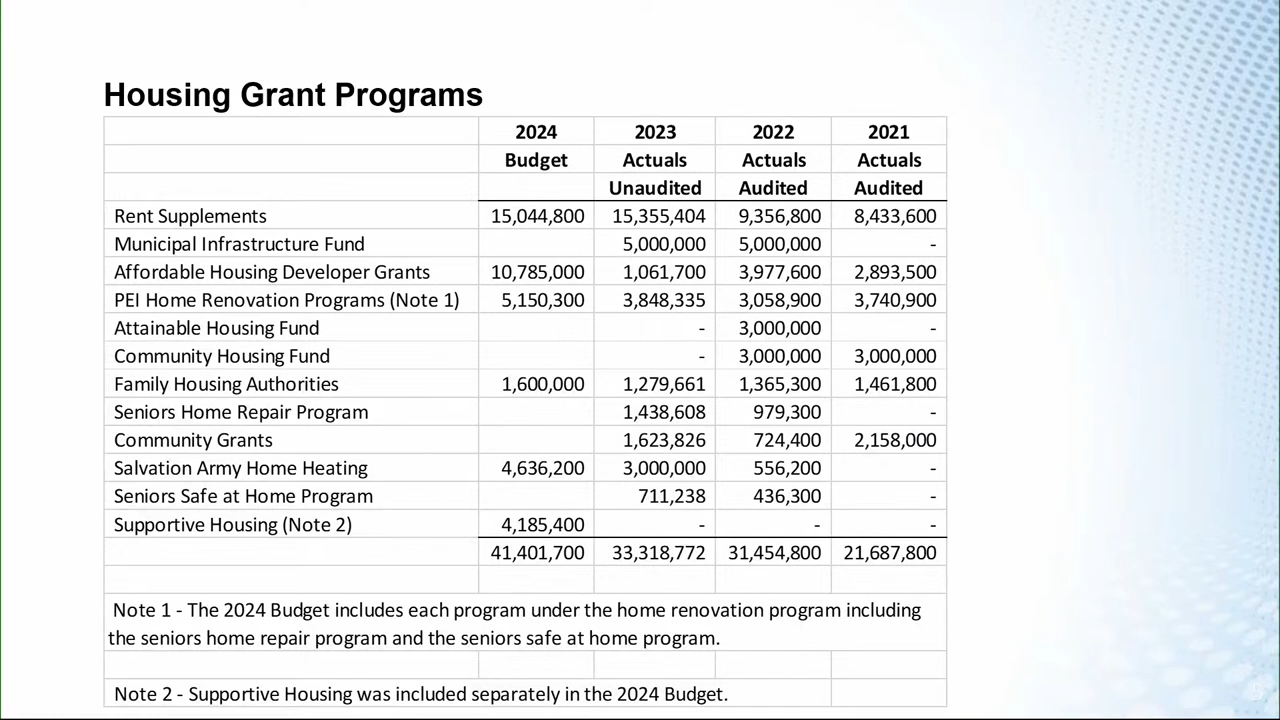 Housing Grant Programs
2024 2023 2022 2021
Budget Actuals Actuals Actuals
Unaudited Audited Audited
Rent Supplements 15,044,800 15,355,404 9,356,800 8,433,600
Municipal Infrastructure Fund 5,000,000 5,000,000 -
Affordable Housing Developer Grants 10,785,000 1,061,700 3,977,600 2,893,500
PEI Home Renovation Programs (Note 1) 5,150,300 3,848,335 3,058,900 3,740,900
Attainable Housing Fund - 3,000,000 -
Community Housing Fund - 3,000,000 3,000,000
Family Housing Authorities 1,600,000 1,279,661 1,365,300 1,461,800
Seniors Home Repair Program 1,438,608 979,300 -
Community Grants 1,623,826 724,400 2,158,000
Salvation Army Home Heating 4,636,200 3,000,000 556,200 -
Seniors Safe at Home Program 711,238 436,300 -
Supportive Housing (Note 2) 4,185,400 - - -
41,401,700 33,318,772 31,454,800 21,687,800
Note 1 - The 2024 Budget includes each program under the home renovation program including
the seniors home repair program and the seniors safe at home program.
Note 2 - Supportive Housing was included separately in the 2024 Budget.